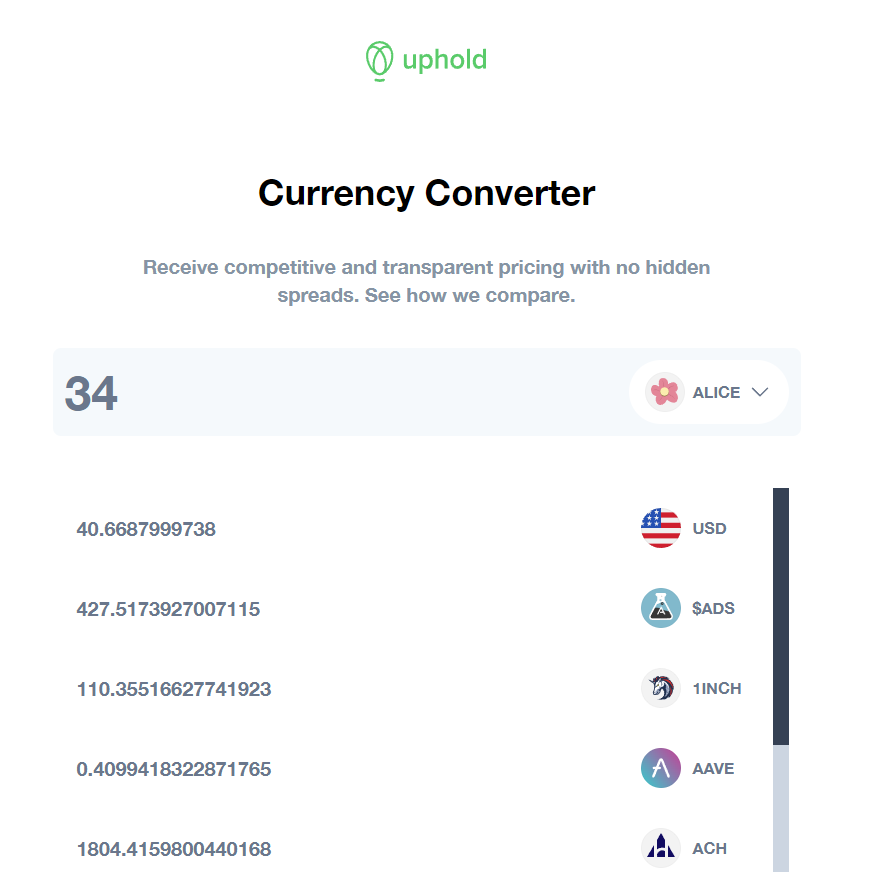 uphold
Currency Converter
Receive competitive and transparent pricing with no hidden
spreads. See how we compare.
34 ALICE
40.6687999738 USD
427.5173927007115 $ADS
110.35516627741923 1INCH
0.4099418322871765 AAVE
1804.4159800440168 ACH